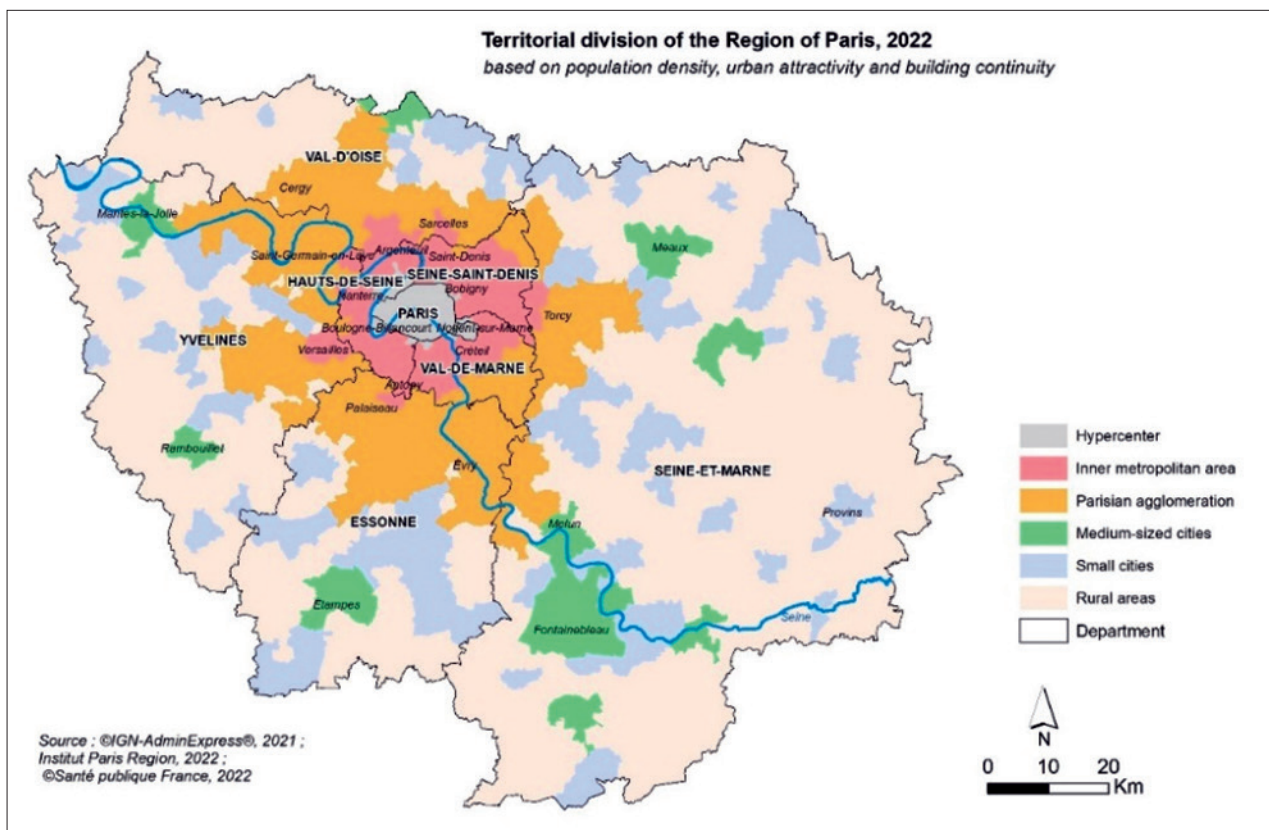 Territorial division of the Region of Paris, 2022
based on population density, urban attractivity and building continuity
VAL-D'OISE
Cergy
Mantes-la-Jolie
Sarcelles
Meaux
Saint-Germain-en-Laye
Argenteuil
Saint-Denis
HAUTS-DE-SEINE
SEINE-SAINT-DENIS
Nanterre
Bobigny
PARIS
Torcy
Boulogne-Billancourt
Nogent-sur-Marne
YVELINES
Versailles
Créteil
VAL-DE-MARNE
Antony
Palaiseau
Rambouillet
Evry
SEINE-ET-MARNE
Provins
ESSONNE
Melun
Etampes
Fontainebleau
Seine
Hypercenter
Inner metropolitan area
Parisian agglomeration
Medium-sized cities
Small cities
Rural areas
Department
N
0 10 20
Km
Source : ©IGN-AdminExpress®, 2021 ;
Institut Paris Region, 2022 ;
©Santé publique France, 2022